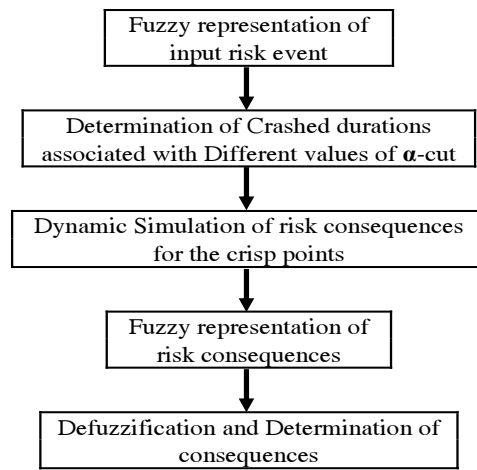 Fuzzy representation of
input risk event
Determination of Crashed durations
associated with Different values of α-cut
Dynamic Simulation of risk consequences
for the crisp points
Fuzzy representation of
risk consequences
Defuzzification and Determination of
consequences